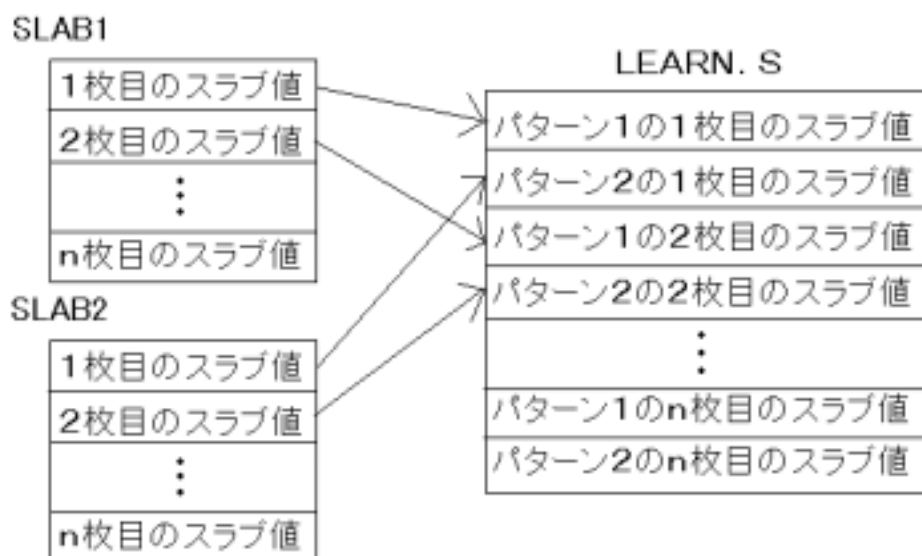 SLAB1
1枚目のスラブ値
2枚目のスラブ値
⋮
n枚目のスラブ値
SLAB2
1枚目のスラブ値
2枚目のスラブ値
⋮
n枚目のスラブ値
LEARN. S
パターン1の1枚目のスラブ値
パターン2の1枚目のスラブ値
パターン1の2枚目のスラブ値
パターン2の2枚目のスラブ値
⋮
パターン1のn枚目のスラブ値
パターン2のn枚目のスラブ値